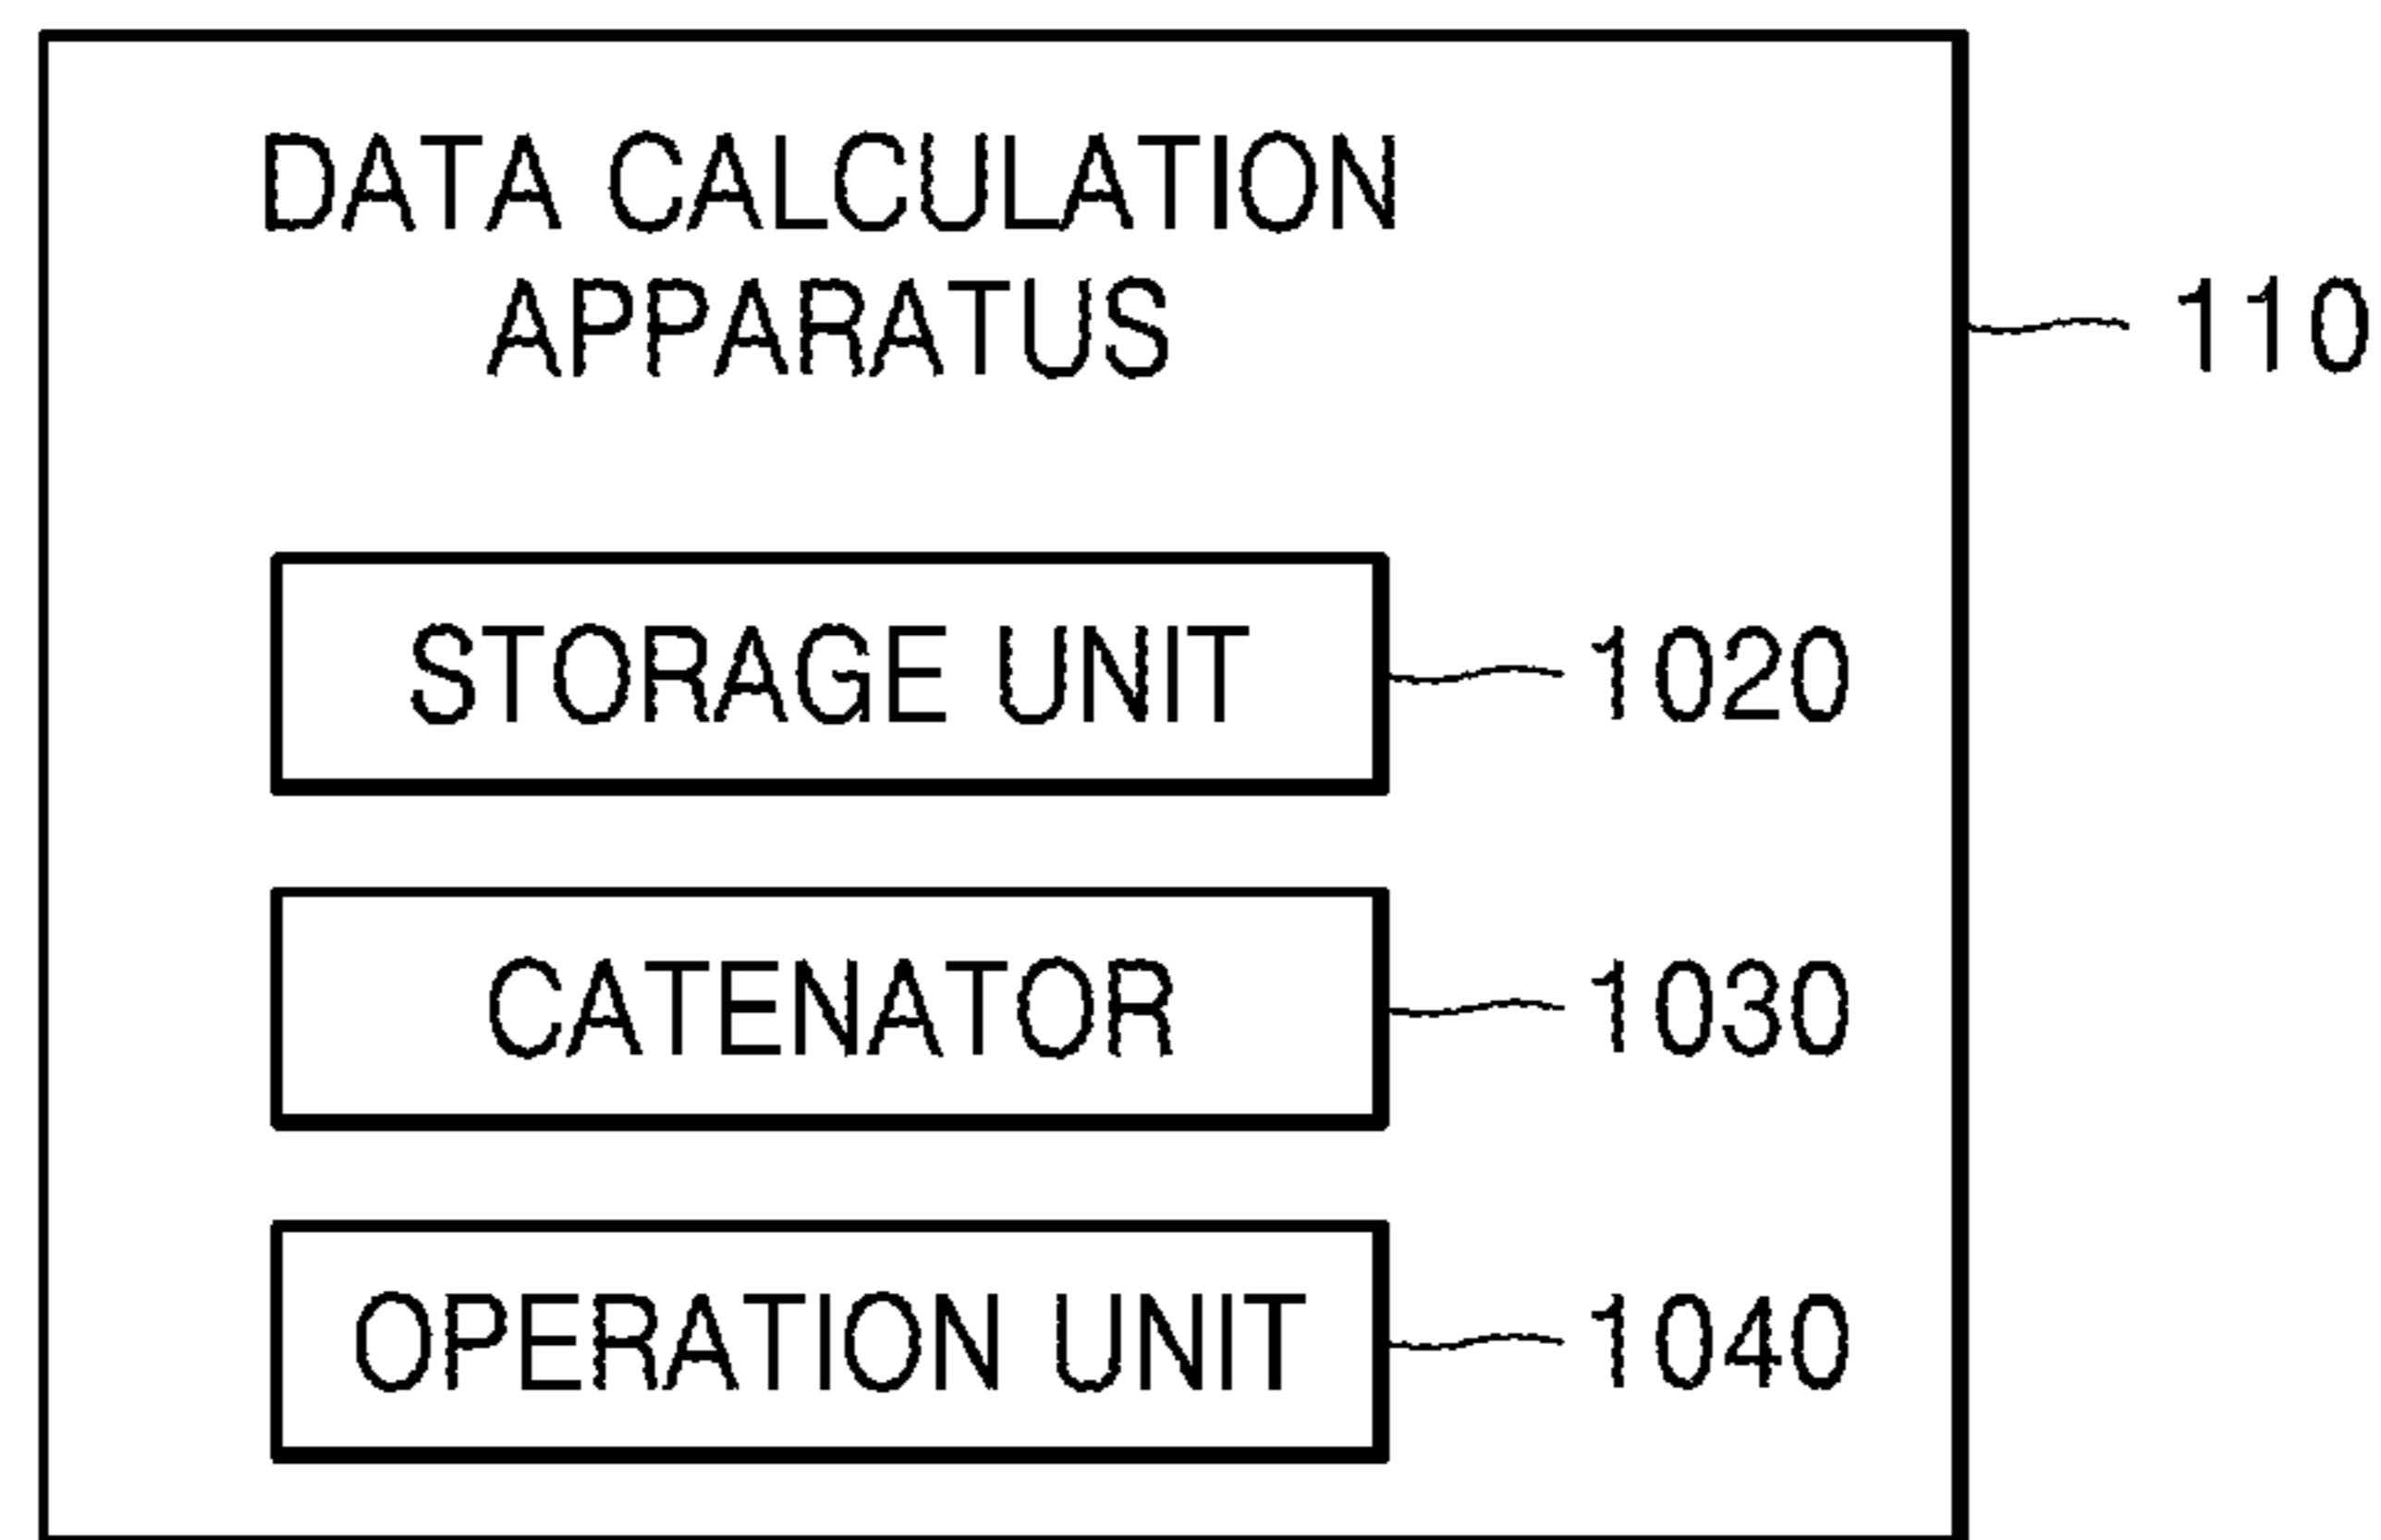 DATA CALCULATION
APPARATUS
110
STORAGE UNIT
1020
CATENATOR
1030
OPERATION UNIT
1040